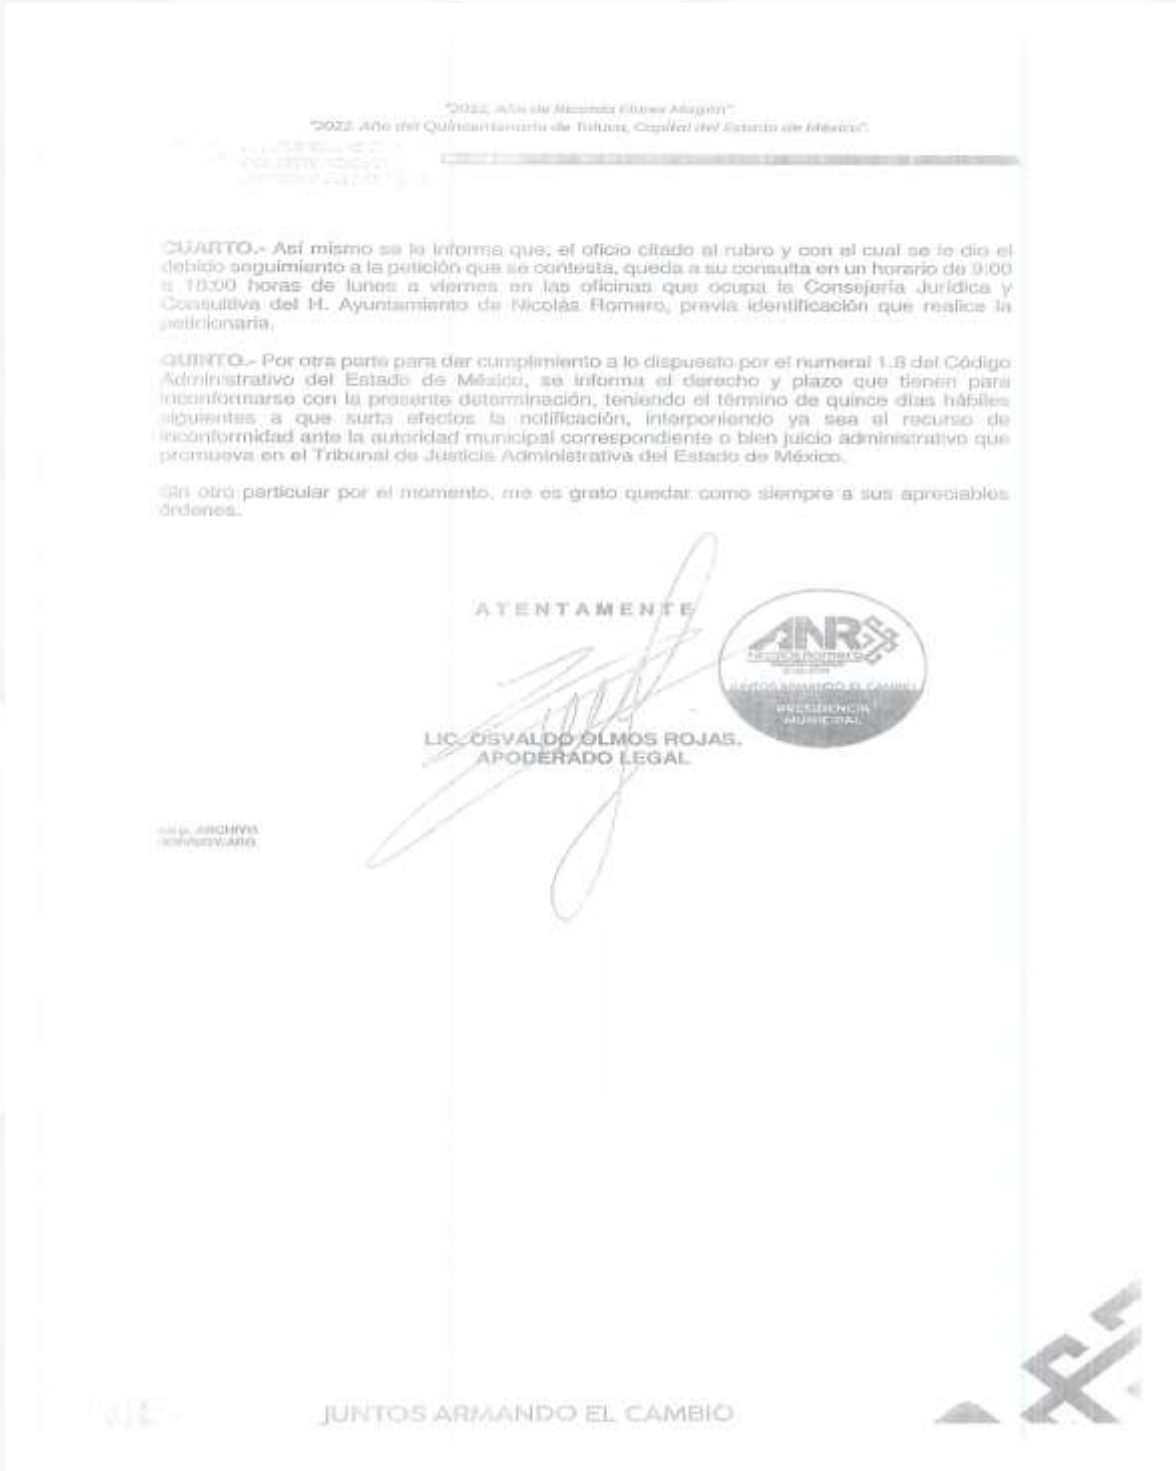 "2022, Año de Ricardo Flores Magón".
"2022. Año del Quincentenario de Toluca, Capital del Estado de México".
CUARTO.- Así mismo se le informa que, el oficio citado al rubro y con el cual se le dio el
debido seguimiento a la petición que se contesta, queda a su consulta en un horario de 9:00
a 18:00 horas de lunes a viernes en las oficinas que ocupa la Consejería Jurídica y
Consultiva del H. Ayuntamiento de Nicolás Romero, previa identificación que realice la
peticionaria.
QUINTO.- Por otra parte para dar cumplimiento a lo dispuesto por el numeral 1.8 del Código
Administrativo del Estado de México, se informa el derecho y plazo que tienen para
inconformarse con la presente determinación, teniendo el término de quince días hábiles
siguientes a que surta efectos la notificación, interponiendo ya sea el recurso de
inconformidad ante la autoridad municipal correspondiente o bien juicio administrativo que
promueva en el Tribunal de Justicia Administrativa del Estado de México.
Sin otro particular por el momento, me es grato quedar como siempre a sus apreciables
órdenes.
ATENTAMENTE
ANR
Nicolás Romero
JUNTOS ARMANDO EL CAMBIO
PRESIDENCIA
MUNICIPAL
LIC. OSVALDO OLMOS ROJAS.
APODERADO LEGAL
ARCHIVO
JUNTOS ARMANDO EL CAMBIO